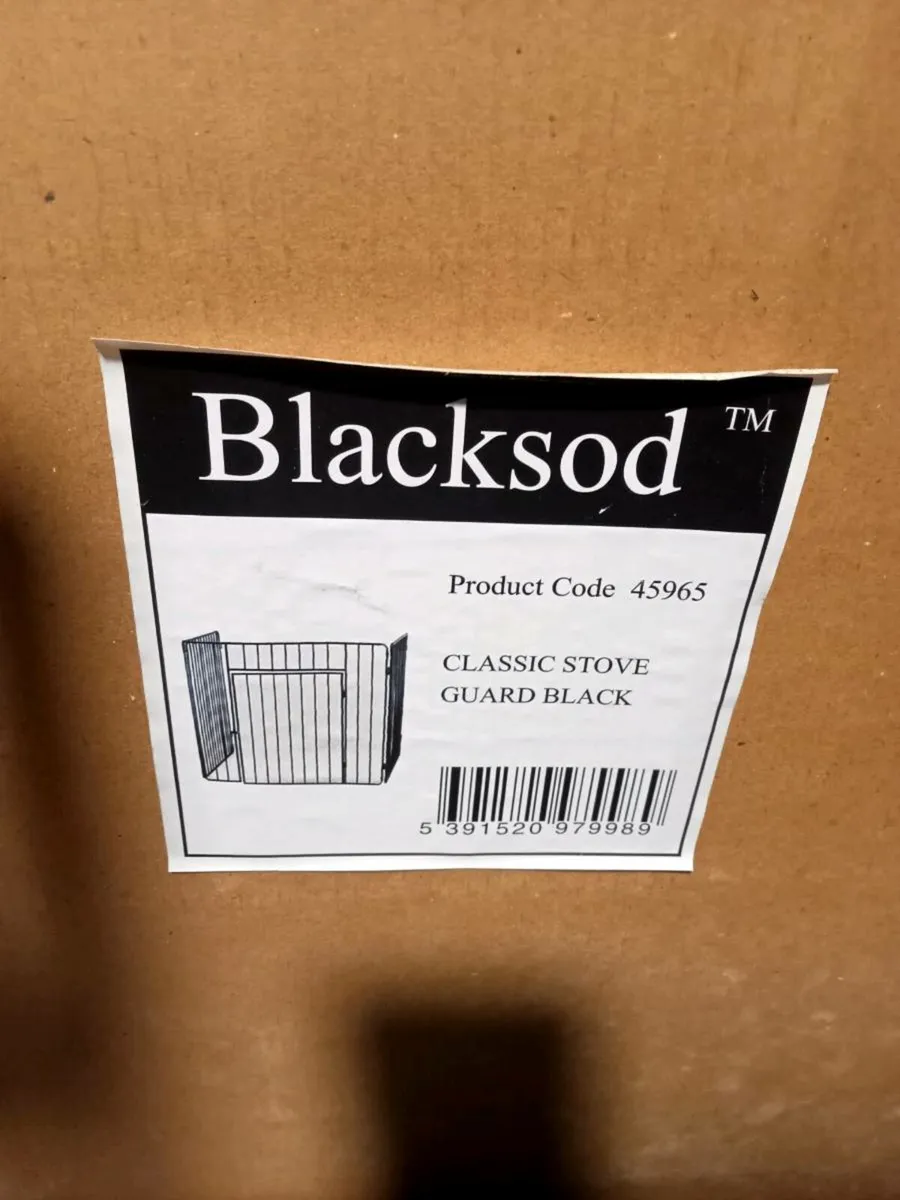 Blacksod TM
Product Code 45965
CLASSIC STOVE
GUARD BLACK
5 391520 979989